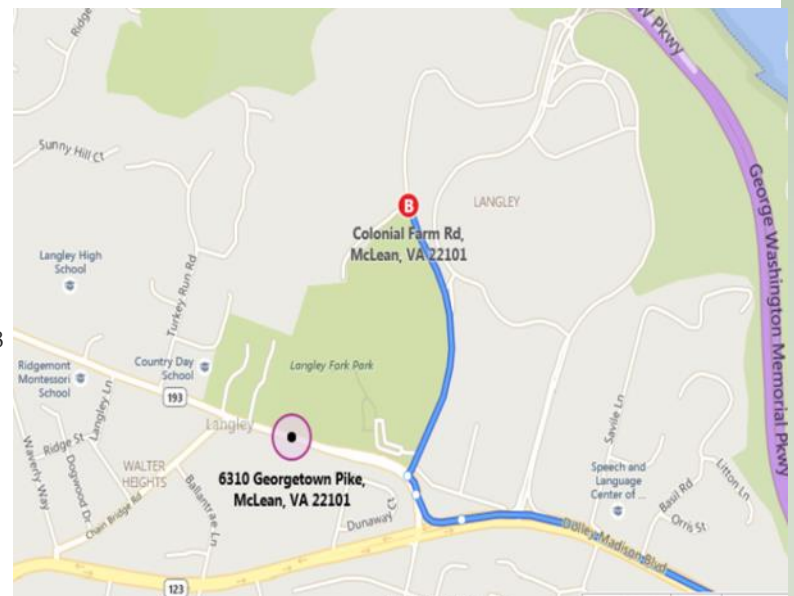 Ridge
W Pkwy
Sunny Hill Ct
B
LANGLEY
Colonial Farm Rd,
McLean, VA 22101
George Washington Memorial Pkwy
Langley High
School
Turkey Run Rd
3
Ridgemont
Montessori
School
Country Day
School
Langley Fork Park
193
Langley Ln
Langley
Savile Ln
6310 Georgetown Pike,
McLean, VA 22101
Waverly Way
Ridge St
Dogwood Dr
WALTER
HEIGHTS
Chain Bridge Rd
Ballantrae Ln
Dunaway
Ct
Speech and
Language
Center of ...
Basil Rd
Litton Ln
Orris St
Dolley Madison Blvd
123